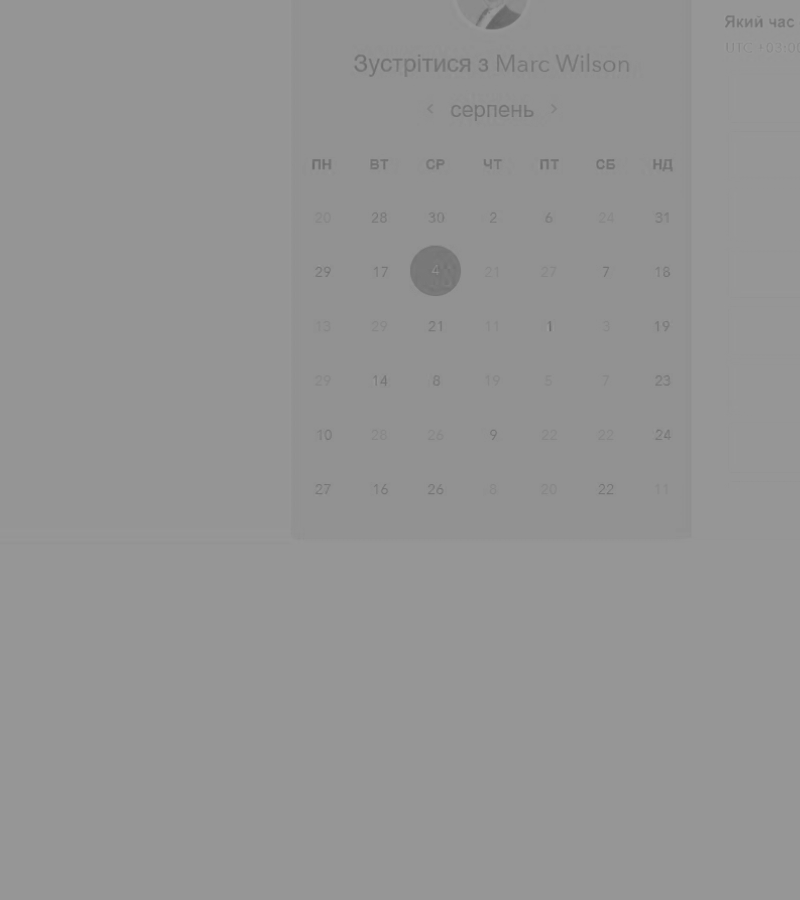 Який час
UTC +03:00
Зустрітися з Marc Wilson
серпень
ПН ВТ СР ЧТ ПТ СБ НД
20 28 30 2 6 24 31
29 17 4 21 27 7 18
13 29 21 11 1 3 19
29 14 8 19 5 7 23
10 28 26 9 22 22 24
27 16 26 8 20 22 11